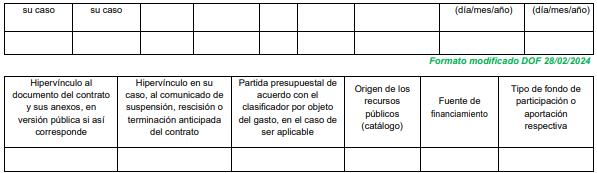 su caso su caso (día/mes/año) (día/mes/año)
Formato modificado DOF 28/02/2024
Hipervínculo al
documento del contrato
y sus anexos, en
versión pública si así
corresponde
Hipervínculo en su
caso, al comunicado de
suspensión, rescisión o
terminación anticipada
del contrato
Partida presupuestal de
acuerdo con el
clasificador por objeto
del gasto, en el caso de
ser aplicable
Origen de los
recursos
públicos
(catálogo)
Fuente de
financiamiento
Tipo de fondo de
participación o
aportación
respectiva